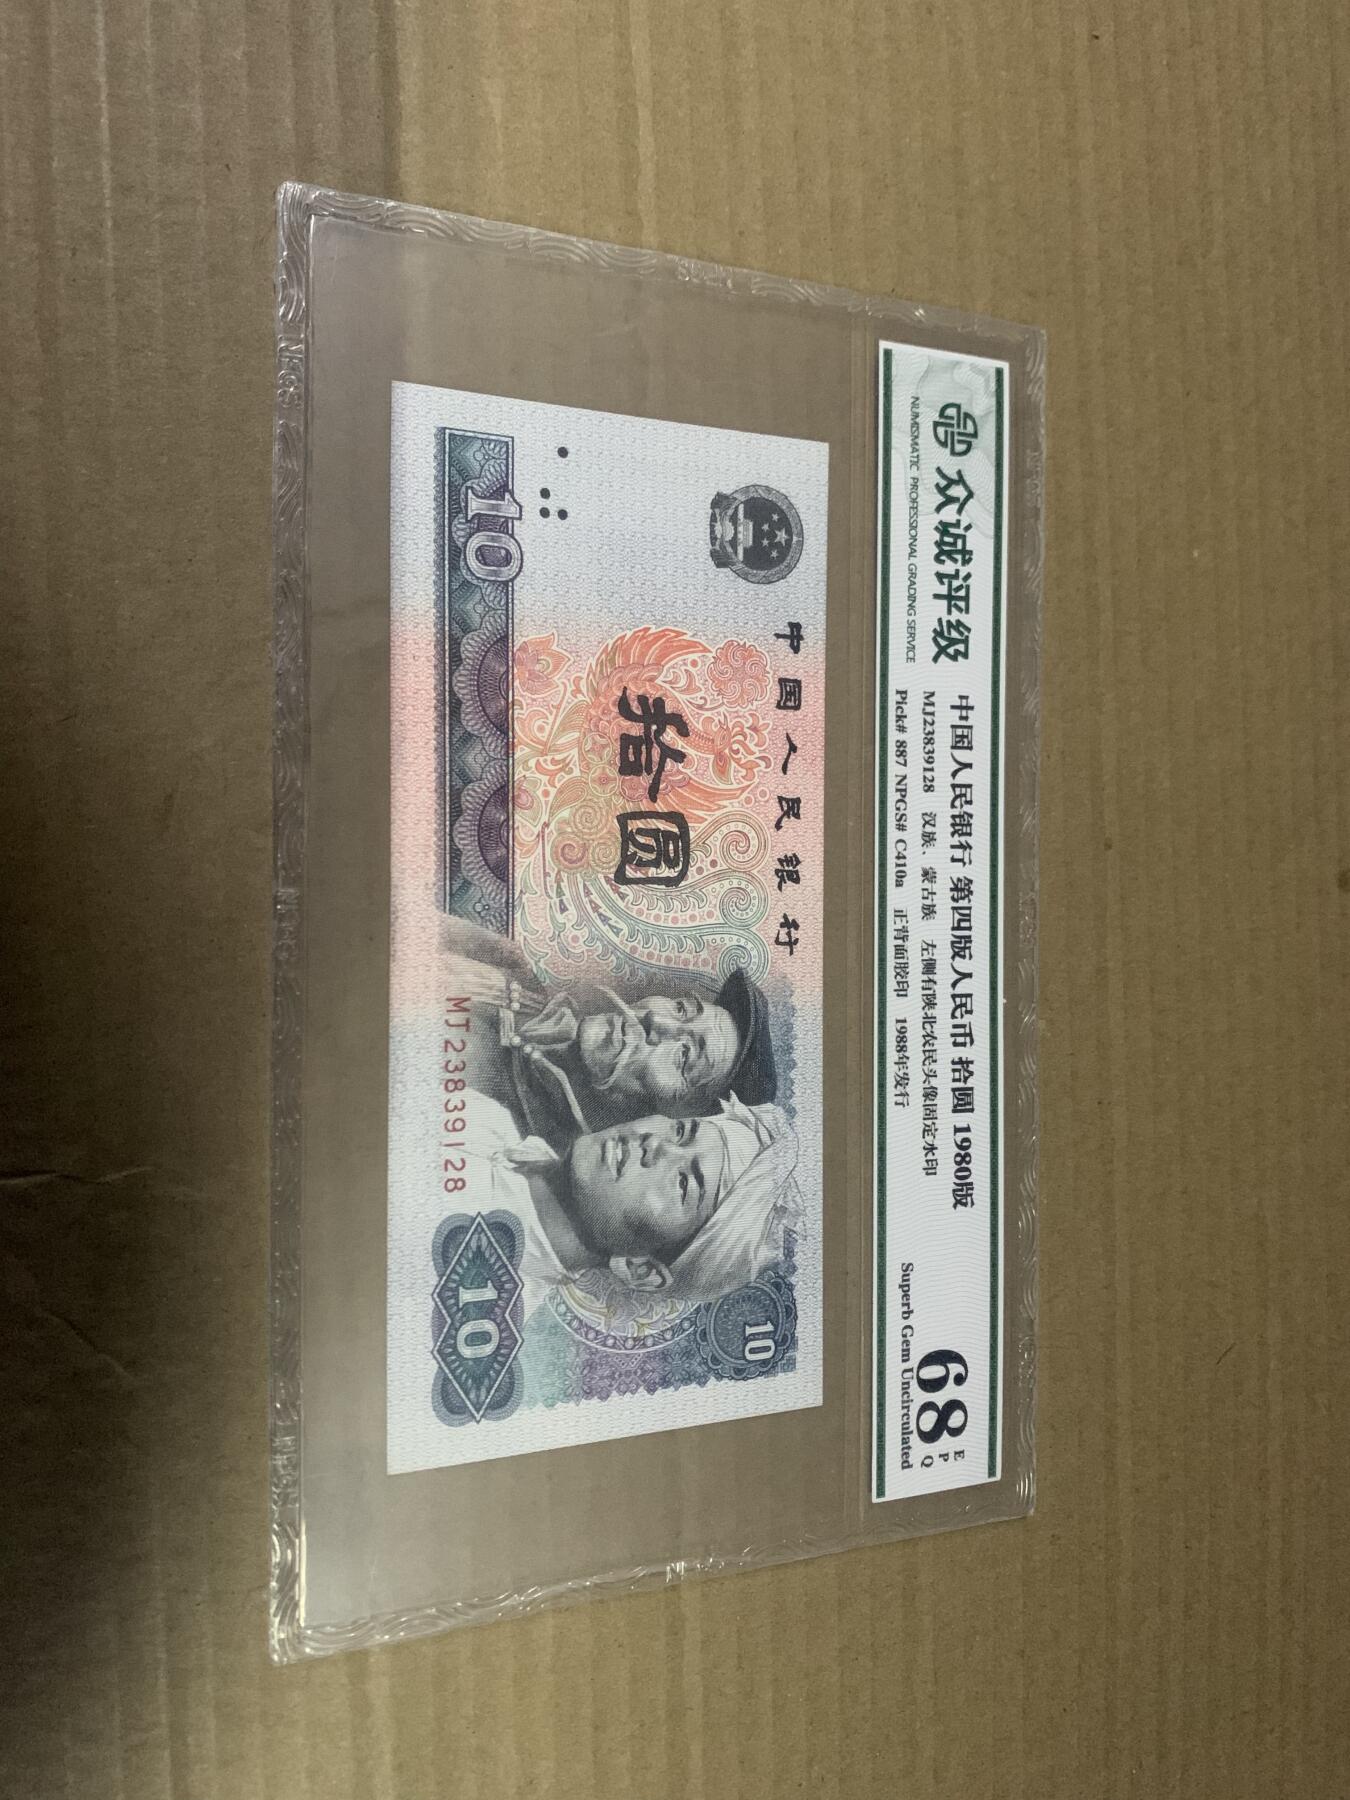 众诚评级
NUMISMATIC PROFESSIONAL GRADING SERVICE
中国人民银行 第四版人民币 拾圆 1980版
MJ23839128 汉族、蒙古族 左侧有陕北农民头像固定水印
Pick# 887 NPGS# C410a 正背面胶印 1988年发行
68 EPQ
Superb Gem Uncirculated
中国人民银行
拾圆
10
10
MJ23839128
10
NPGS